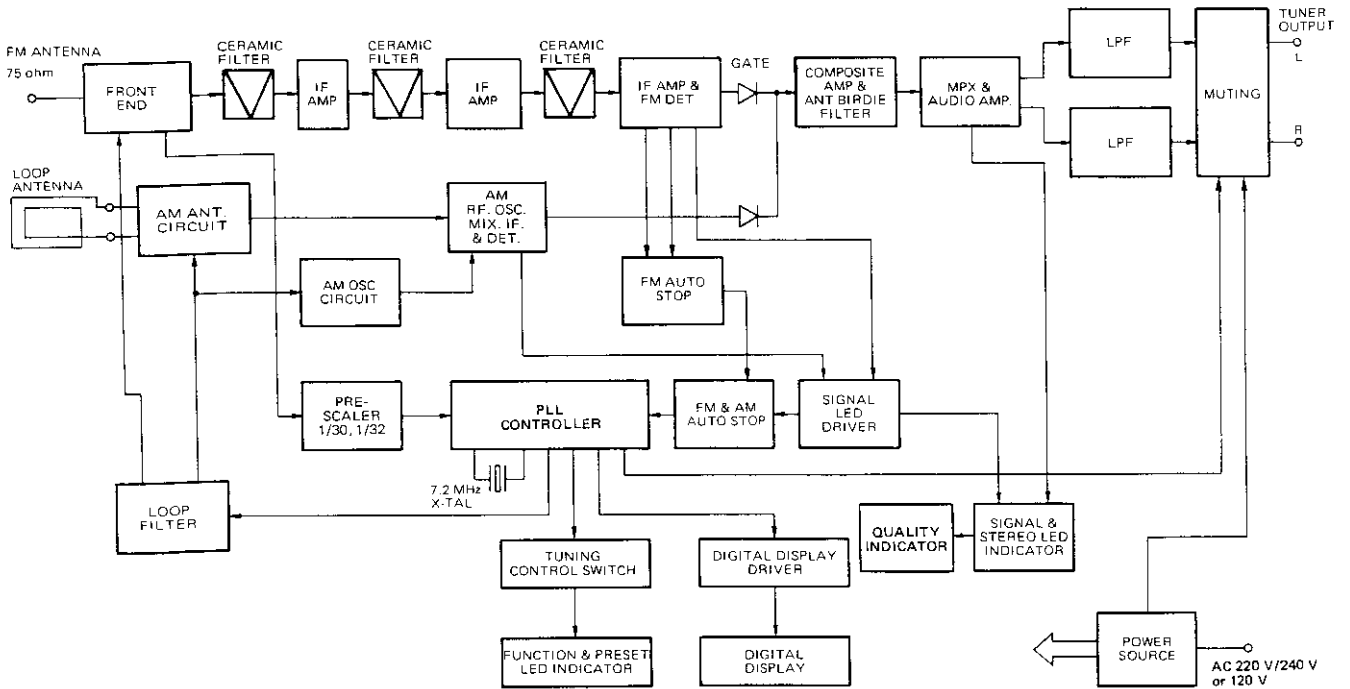 FM ANTENNA
75 ohm
FRONT
END
CERAMIC
FILTER
IF
AMP
CERAMIC
FILTER
IF
AMP
CERAMIC
FILTER
IF AMP &
FM DET
GATE
COMPOSITE
AMP &
ANT BIRDIE
FILTER
MPX &
AUDIO AMP.
LPF
LPF
MUTING
TUNER
OUTPUT
L
R
LOOP
ANTENNA
AM ANT.
CIRCUIT
AM
RF. OSC.
MIX. IF.
& DET.
AM OSC
CIRCUIT
FM AUTO
STOP
PRE-
SCALER
1/30, 1/32
PLL
CONTROLLER
FM & AM
AUTO STOP
SIGNAL
LED
DRIVER
7.2 MHz
X-TAL
LOOP
FILTER
QUALITY
INDICATOR
SIGNAL &
STEREO LED
INDICATOR
TUNING
CONTROL SWITCH
DIGITAL DISPLAY
DRIVER
FUNCTION & PRESET
LED INDICATOR
DIGITAL
DISPLAY
POWER
SOURCE
AC 220 V/240 V
or 120 V